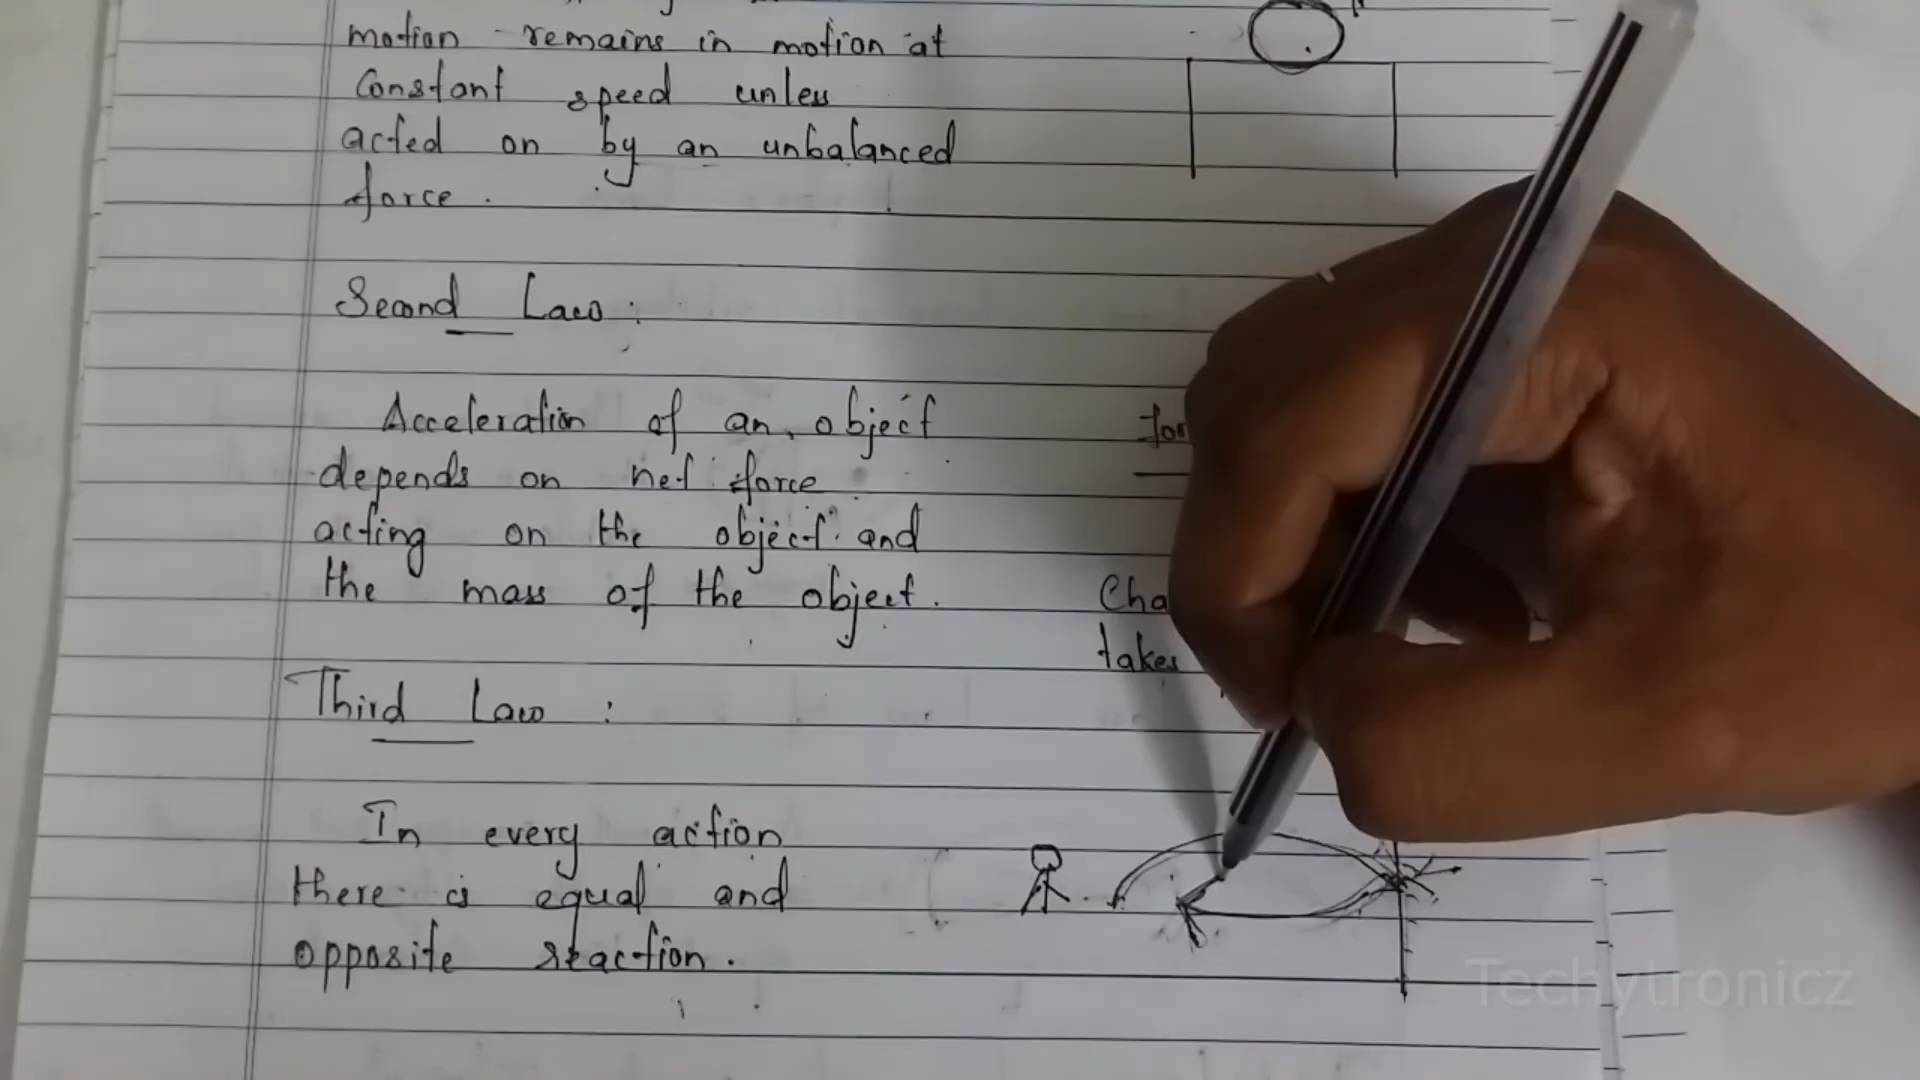 motion remains in motion at
Constant speed unless
acted on by an unbalanced
force.
Second Law:
Acceleration of an object
depends on net force
acting on the object and
the mass of the object.
takes
Third Law:
In every action
there is equal and
opposite reaction.
Techytronicz